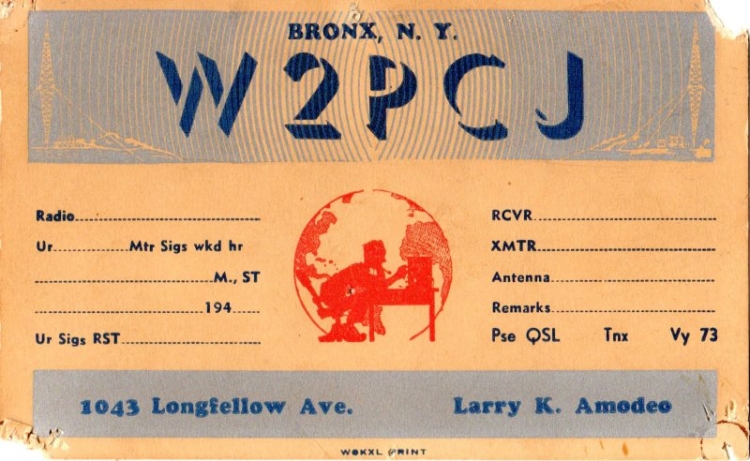 BRONX, N. Y.
W2PCJ
Radio
Ur Mtr Sigs wkd hr
M., ST
194
Ur Sigs RST
RCVR
XMTR
Antenna
Remarks
Pse QSL Tnx Vy 73
1043 Longfellow Ave. Larry K. Amodeo
WØKXL PRINT